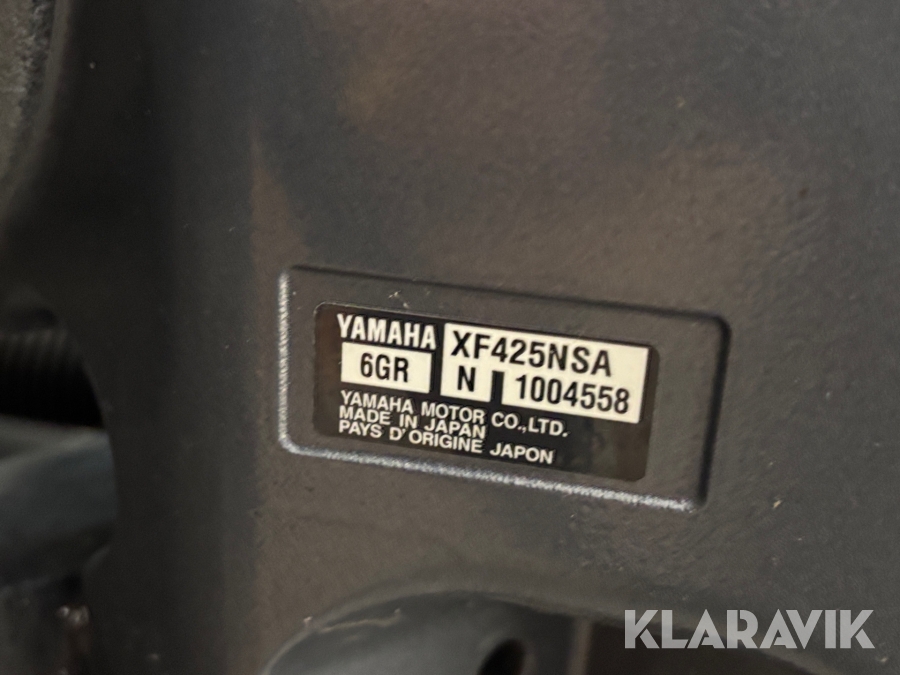 YAMAHA XF425NSA
6GR N 1004558
YAMAHA MOTOR CO.,LTD.
MADE IN JAPAN
PAYS D'ORIGINE JAPON
KLARAVIK